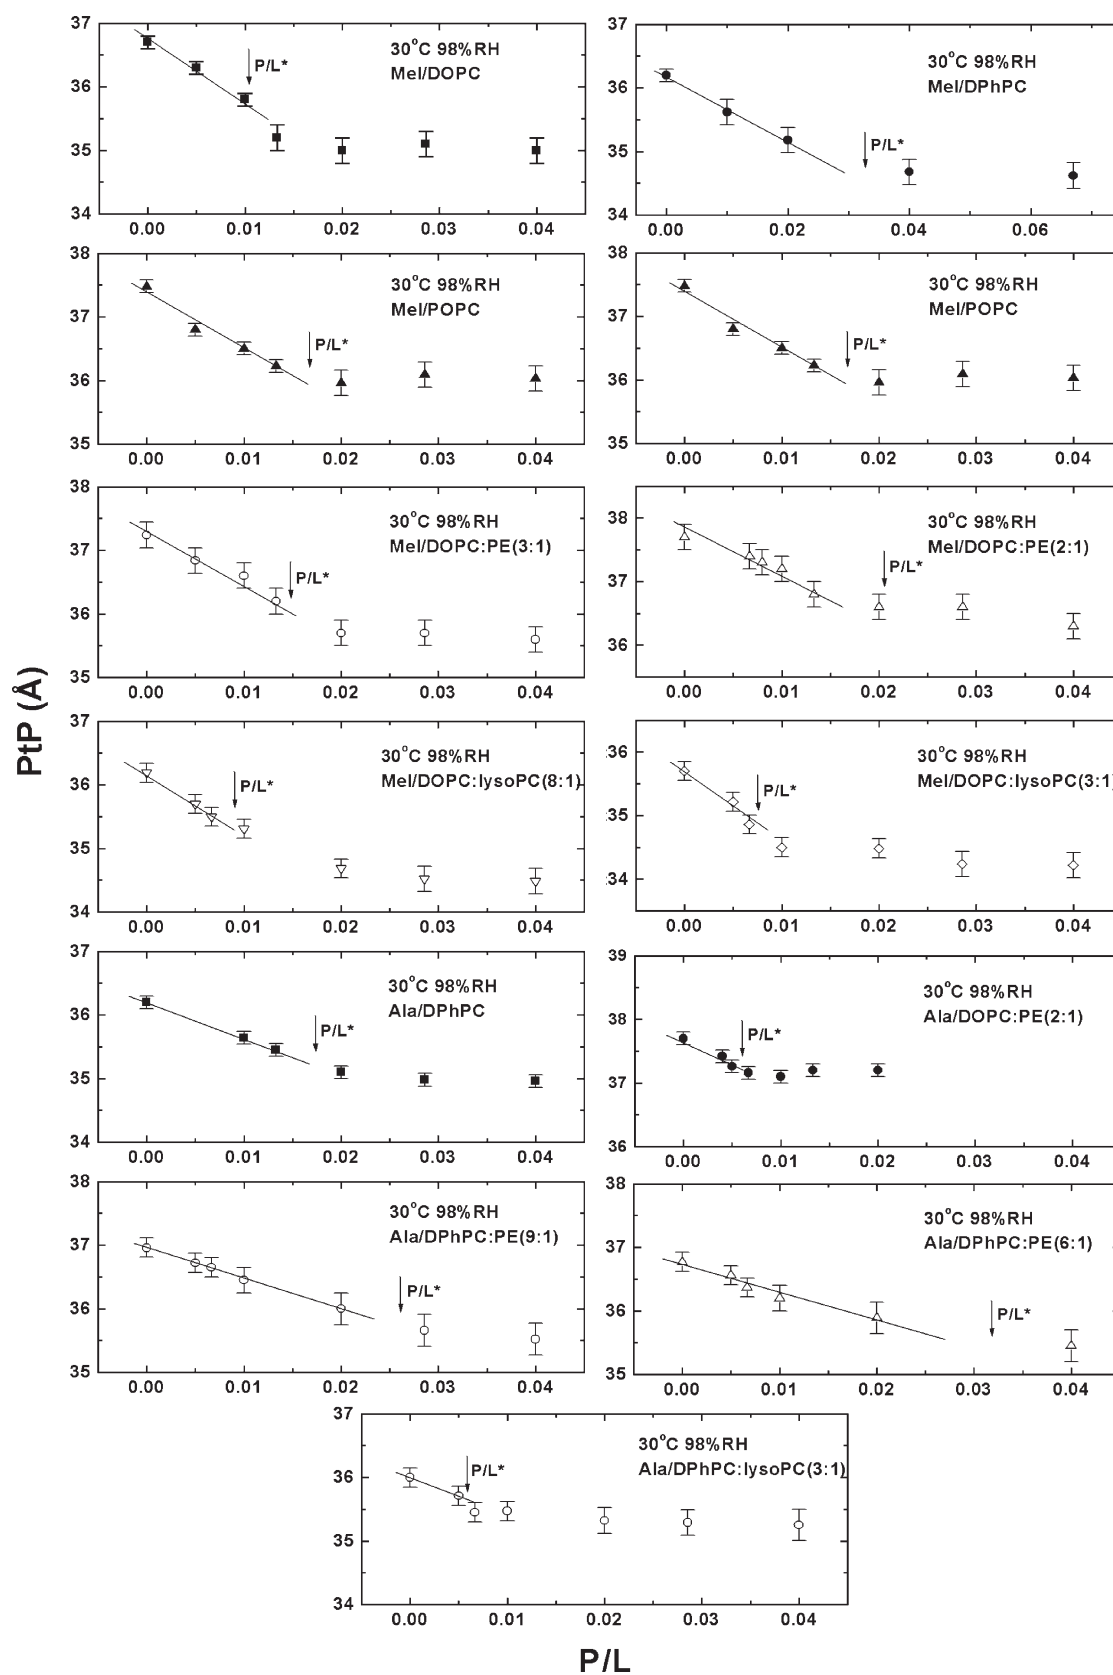 37
36
35
34
0.00 0.01 0.02 0.03 0.04
30°C 98%RH
Mel/DOPC
P/L*
36
35
34
0.00 0.02 0.04 0.06
30°C 98%RH
Mel/DPhPC
P/L*
38
37
36
35
0.00 0.01 0.02 0.03 0.04
30°C 98%RH
Mel/POPC
P/L*
38
37
36
35
0.00 0.01 0.02 0.03 0.04
30°C 98%RH
Mel/POPC
P/L*
38
37
36
35
0.00 0.01 0.02 0.03 0.04
30°C 98%RH
Mel/DOPC:PE(3:1)
P/L*
38
37
36
0.00 0.01 0.02 0.03 0.04
30°C 98%RH
Mel/DOPC:PE(2:1)
P/L*
PtP (Å)
37
36
35
34
0.00 0.01 0.02 0.03 0.04
30°C 98%RH
Mel/DOPC:lysoPC(8:1)
P/L*
36
35
34
0.00 0.01 0.02 0.03 0.04
30°C 98%RH
Mel/DOPC:lysoPC(3:1)
P/L*
37
36
35
34
0.00 0.01 0.02 0.03 0.04
30°C 98%RH
Ala/DPhPC
P/L*
39
38
37
36
0.00 0.01 0.02 0.03 0.04
30°C 98%RH
Ala/DOPC:PE(2:1)
P/L*
38
37
36
35
0.00 0.01 0.02 0.03 0.04
30°C 98%RH
Ala/DPhPC:PE(9:1)
P/L*
38
37
36
35
0.00 0.01 0.02 0.03 0.04
30°C 98%RH
Ala/DPhPC:PE(6:1)
P/L*
37
36
35
34
0.00 0.01 0.02 0.03 0.04
30°C 98%RH
Ala/DPhPC:lysoPC(3:1)
P/L*
P/L